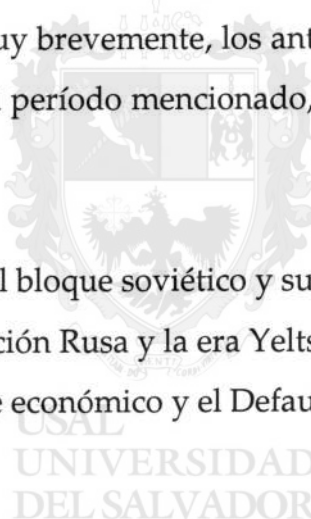 uy brevemente, los ant
período mencionado,
l bloque soviético y su
ción Rusa y la era Yelts
e económico y el Defau
USAL
UNIVERSIDAD
DEL SALVADOR